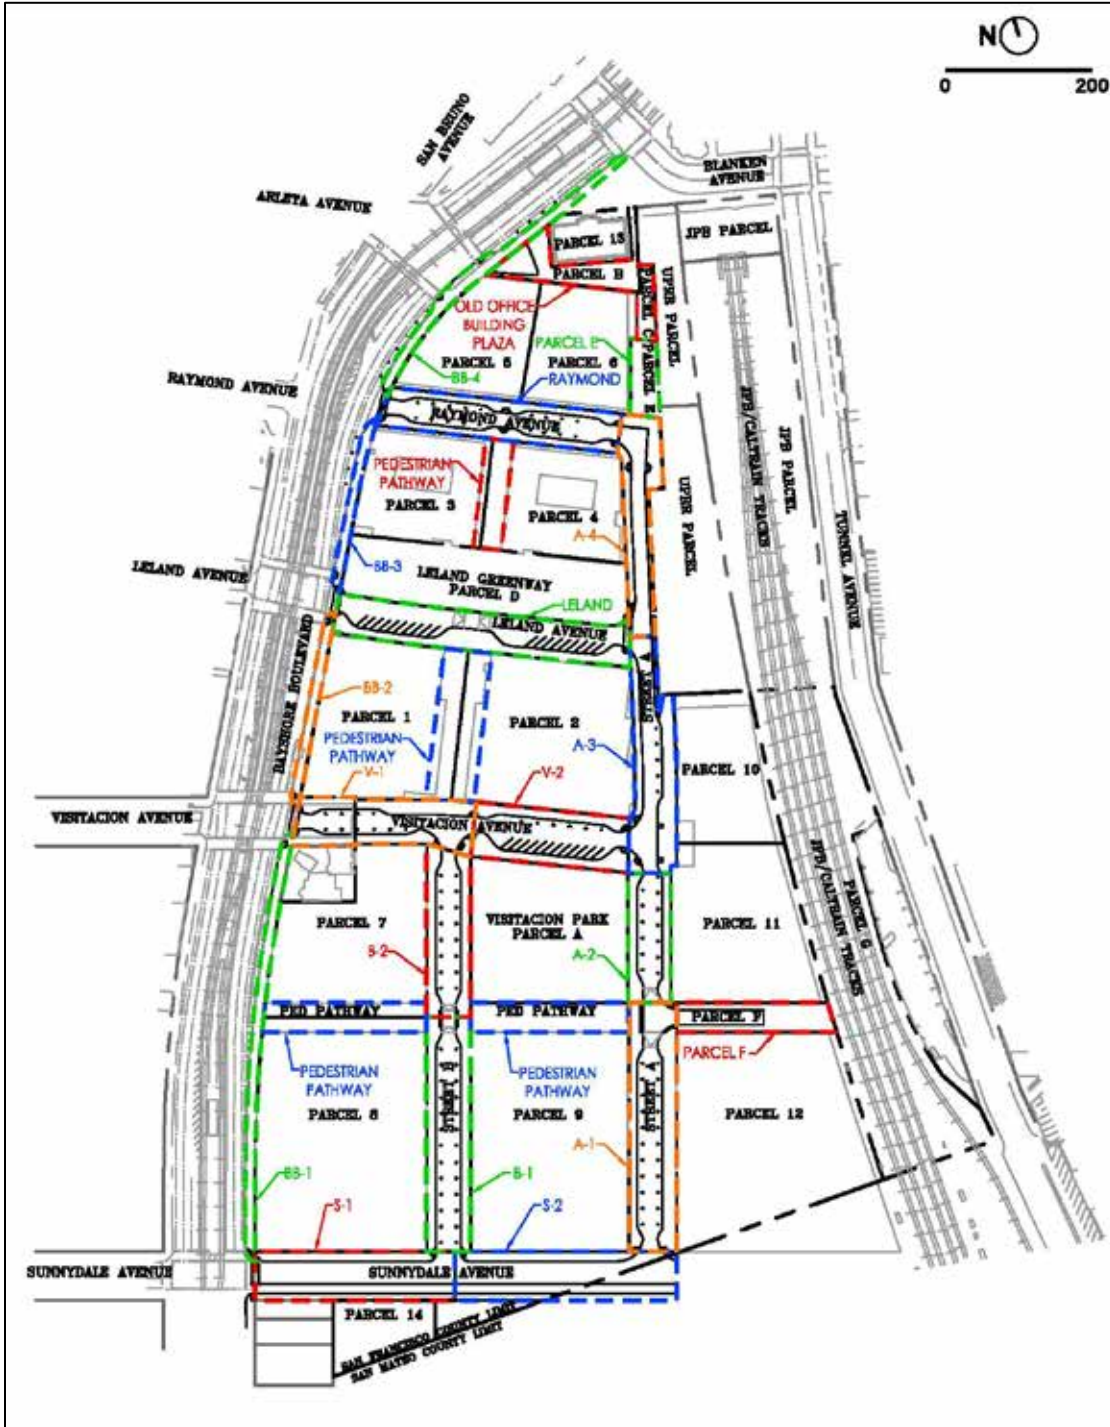 N
0 200
SAN BRUNO
AVENUE
BLANKEN
AVENUE
ARLETA AVENUE
PARCEL 13
JPB PARCEL
PARCEL B
PARCEL C
UPRR PARCEL
OLD OFFICE
BUILDING
PLAZA
PARCEL E
PARCEL E
PARCEL 5
PARCEL 6
BB-4
RAYMOND
RAYMOND AVENUE
RAYMOND AVENUE
JPB/CALTRAIN TRACKS
JPB PARCEL
PEDESTRIAN
PATHWAY
PARCEL 3
PARCEL 4
UPRR PARCEL
TUNNEL AVENUE
A-4
LELAND AVENUE
BB-3
LELAND GREENWAY
PARCEL D
LELAND
LELAND AVENUE
BAYSHORE BOULEVARD
BB-2
PARCEL 1
PARCEL 2
STREET A
PEDESTRIAN
PATHWAY
A-3
V-1
V-2
PARCEL 10
VISITACION AVENUE
VISITACION AVENUE
JPB/CALTRAIN TRACKS
PARCEL G
PARCEL 7
VISITACION PARK
PARCEL A
PARCEL 11
B-2
A-2
PED PATHWAY
PED PATHWAY
PARCEL F
PARCEL F
PEDESTRIAN
PATHWAY
PEDESTRIAN
PATHWAY
PARCEL 8
STREET B
PARCEL 9
STREET A
PARCEL 12
A-1
BB-1
B-1
S-1
S-2
SUNNYDALE AVENUE
SUNNYDALE AVENUE
PARCEL 14
SAN FRANCISCO COUNTY LIMIT
SAN MATEO COUNTY LIMIT